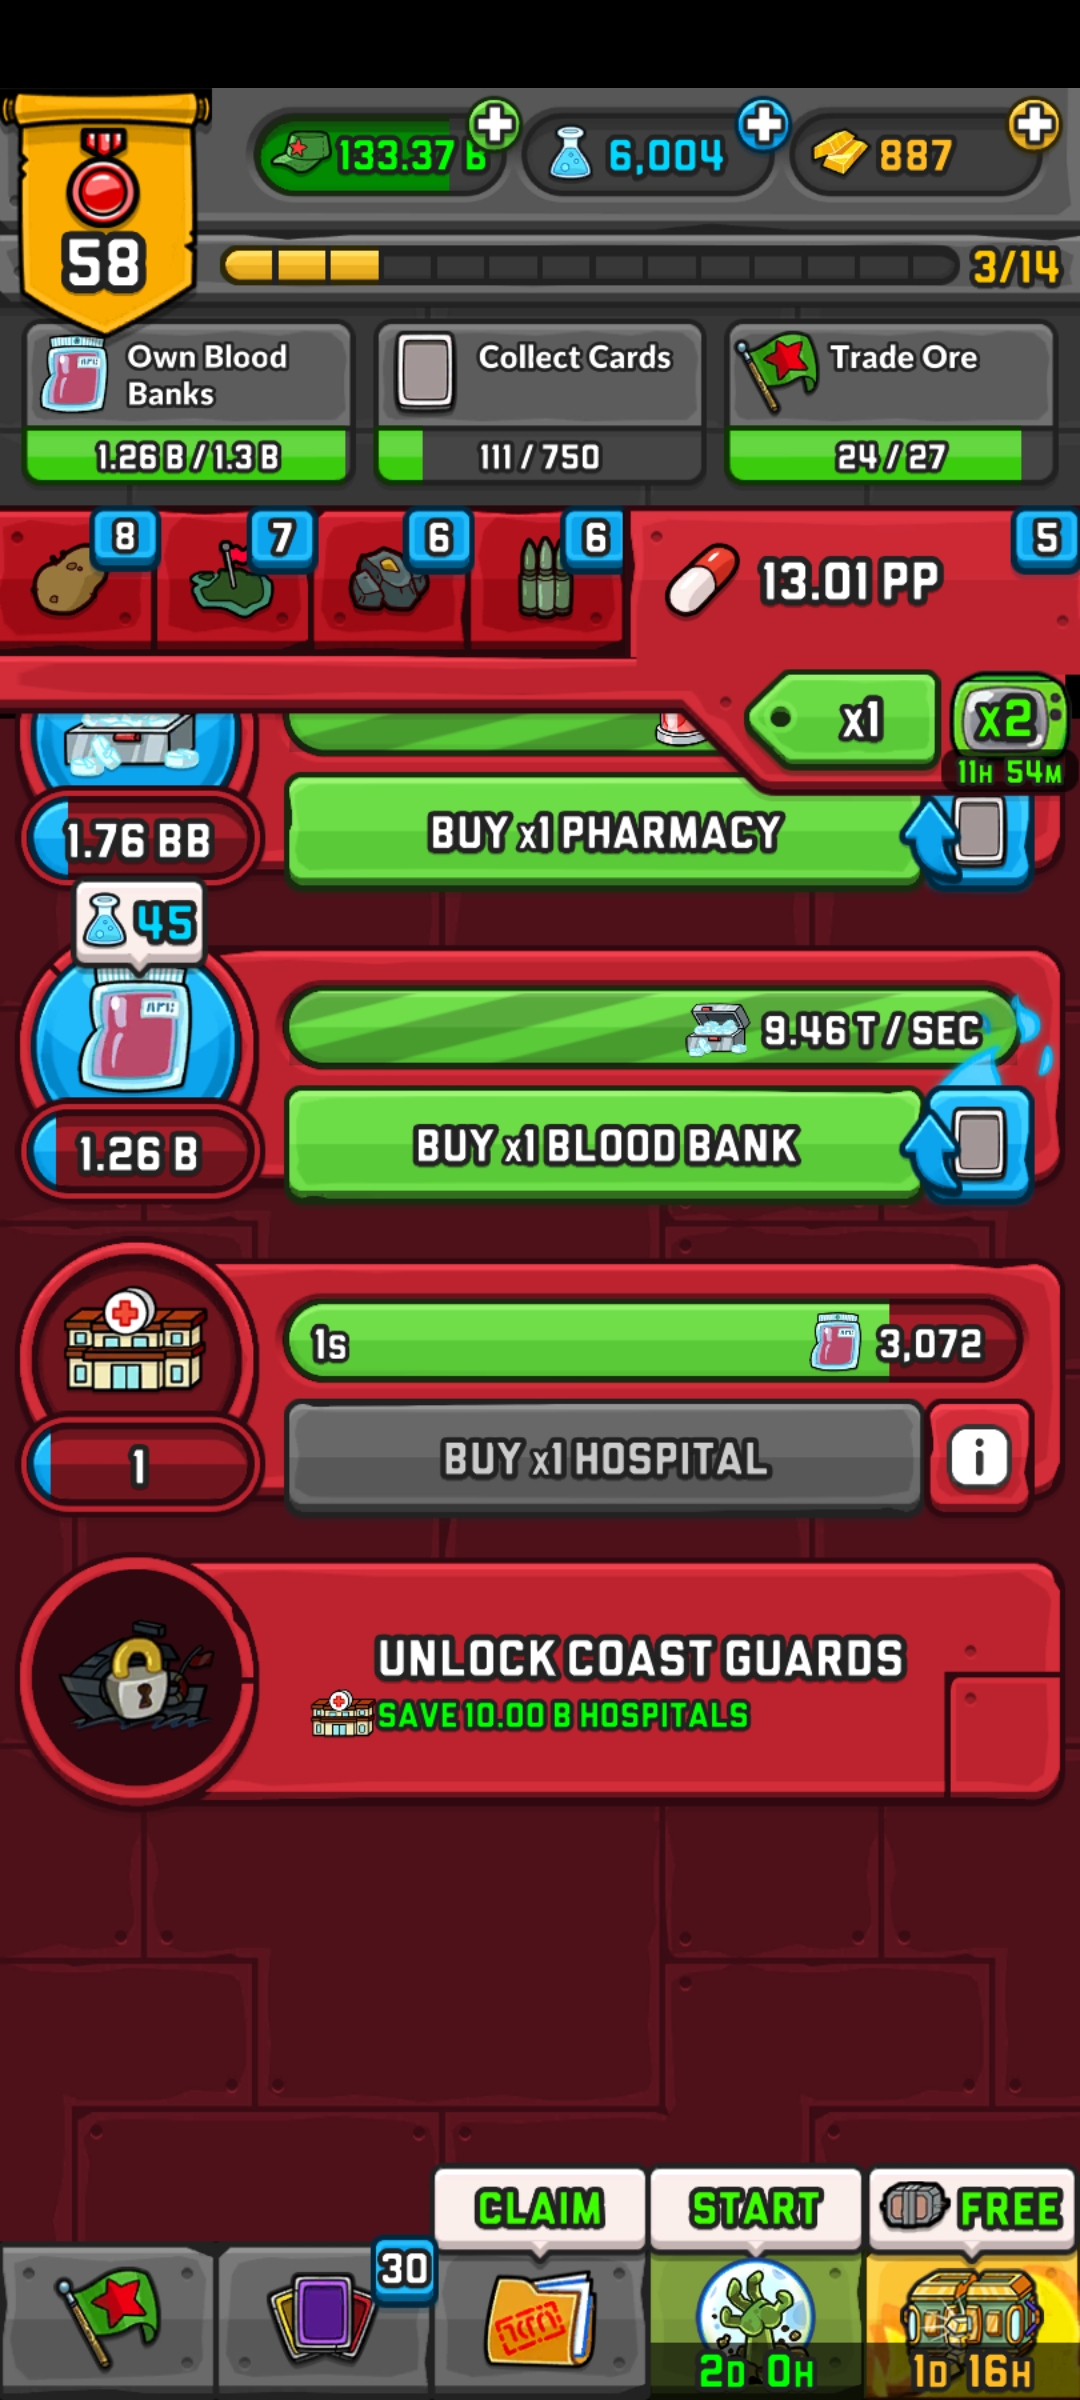 133.37 B
6,004
887
58
3/14
Own Blood Banks
1.26 B / 1.3 B
Collect Cards
111 / 750
Trade Ore
24 / 27
8
7
6
6
13.01 PP
5
x1
x2
11H 54M
1.76 BB
BUY x1 PHARMACY
45
9.46 T / SEC
1.26 B
BUY x1 BLOOD BANK
1s
3,072
1
BUY x1 HOSPITAL
i
UNLOCK COAST GUARDS
SAVE 10.00 B HOSPITALS
CLAIM
START
FREE
30
2D 0H
1D 16H